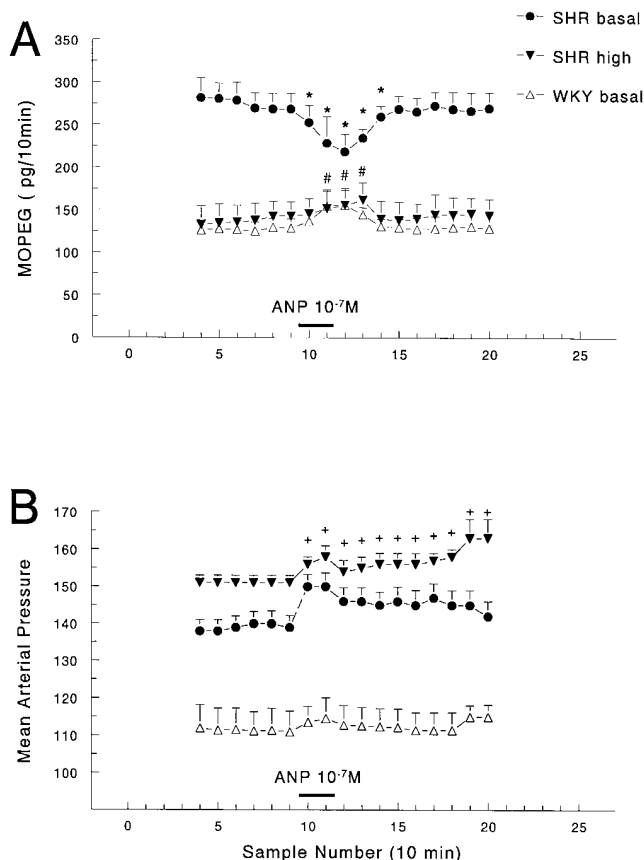 A
SHR basal
SHR high
WKY basal
MOPEG ( pg/10min)
350
300
250
200
150
100
50
0
* * * * *
# # #
ANP 10⁻⁷M
0 5 10 15 20 25
B
Mean Arterial Pressure
170
160
150
140
130
120
110
100
+ + + + + + + + + + +
ANP 10⁻⁷M
0 5 10 15 20 25
Sample Number (10 min)